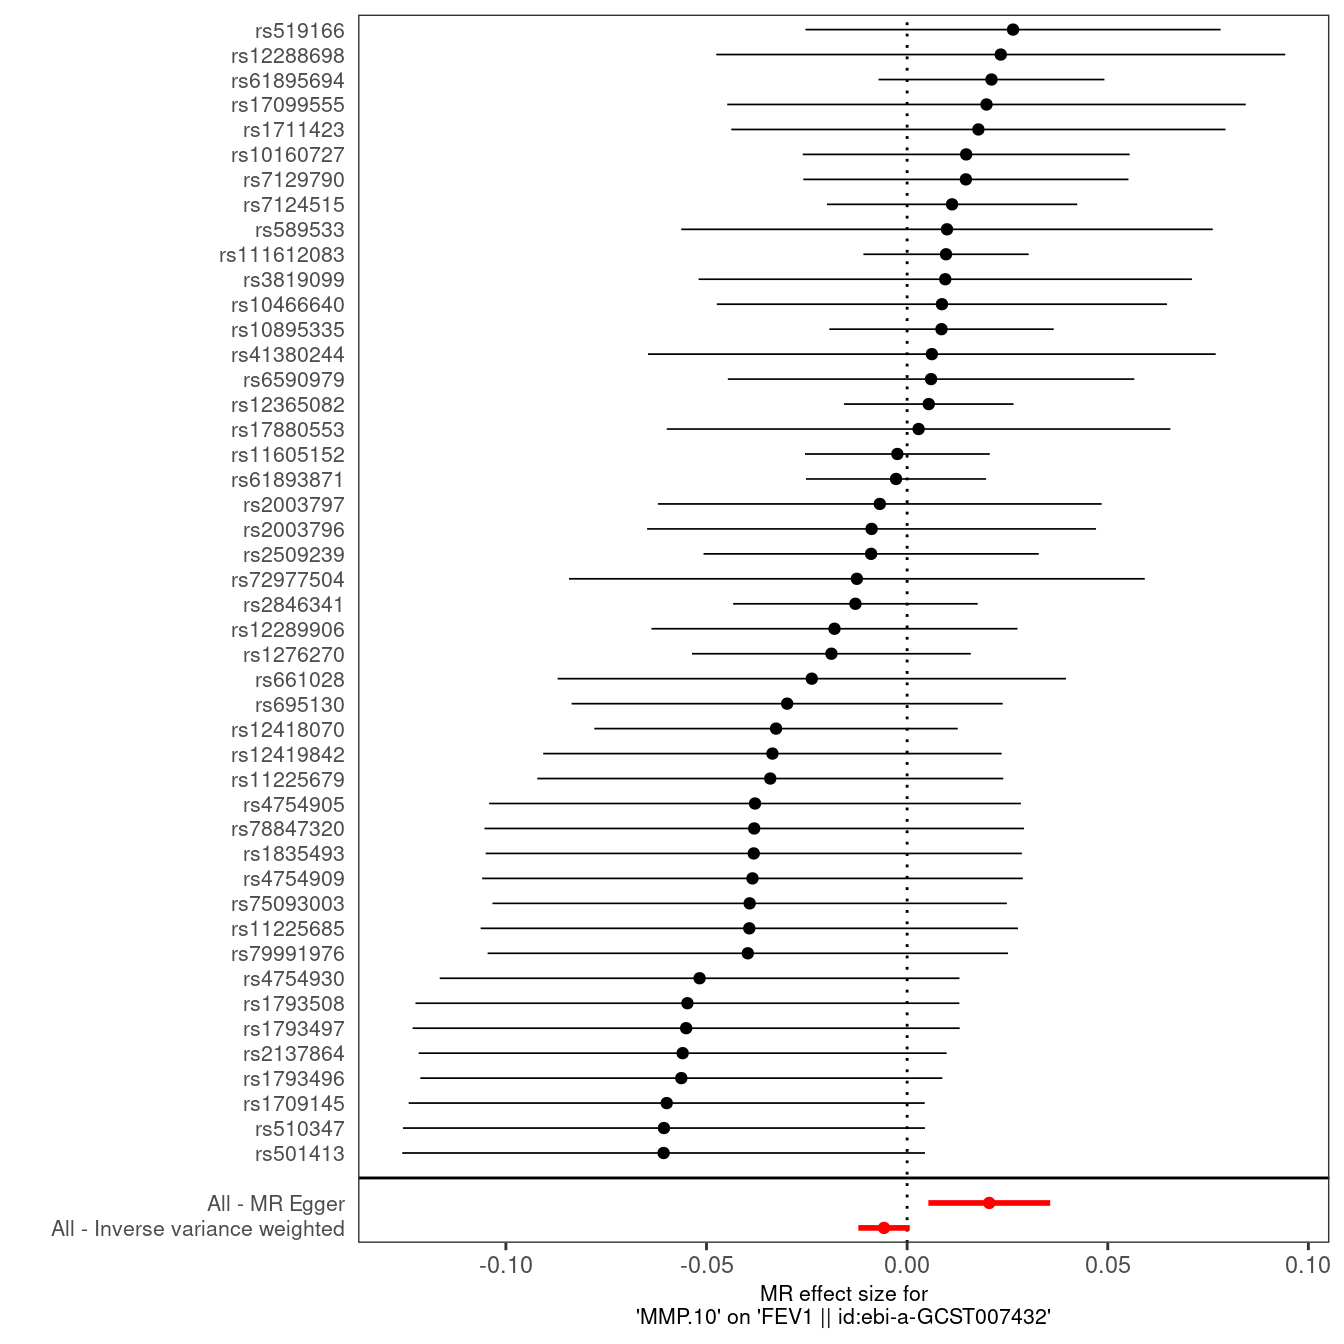 rs519166
rs12288698
rs61895694
rs17099555
rs1711423
rs10160727
rs7129790
rs7124515
rs589533
rs111612083
rs3819099
rs10466640
rs10895335
rs41380244
rs6590979
rs12365082
rs17880553
rs11605152
rs61893871
rs2003797
rs2003796
rs2509239
rs72977504
rs2846341
rs12289906
rs1276270
rs661028
rs695130
rs12418070
rs12419842
rs11225679
rs4754905
rs78847320
rs1835493
rs4754909
rs75093003
rs11225685
rs79991976
rs4754930
rs1793508
rs1793497
rs2137864
rs1793496
rs1709145
rs510347
rs501413
All - MR Egger
All - Inverse variance weighted
-0.10 -0.05 0.00 0.05 0.10
MR effect size for
'MMP.10' on 'FEV1 || id:ebi-a-GCST007432'